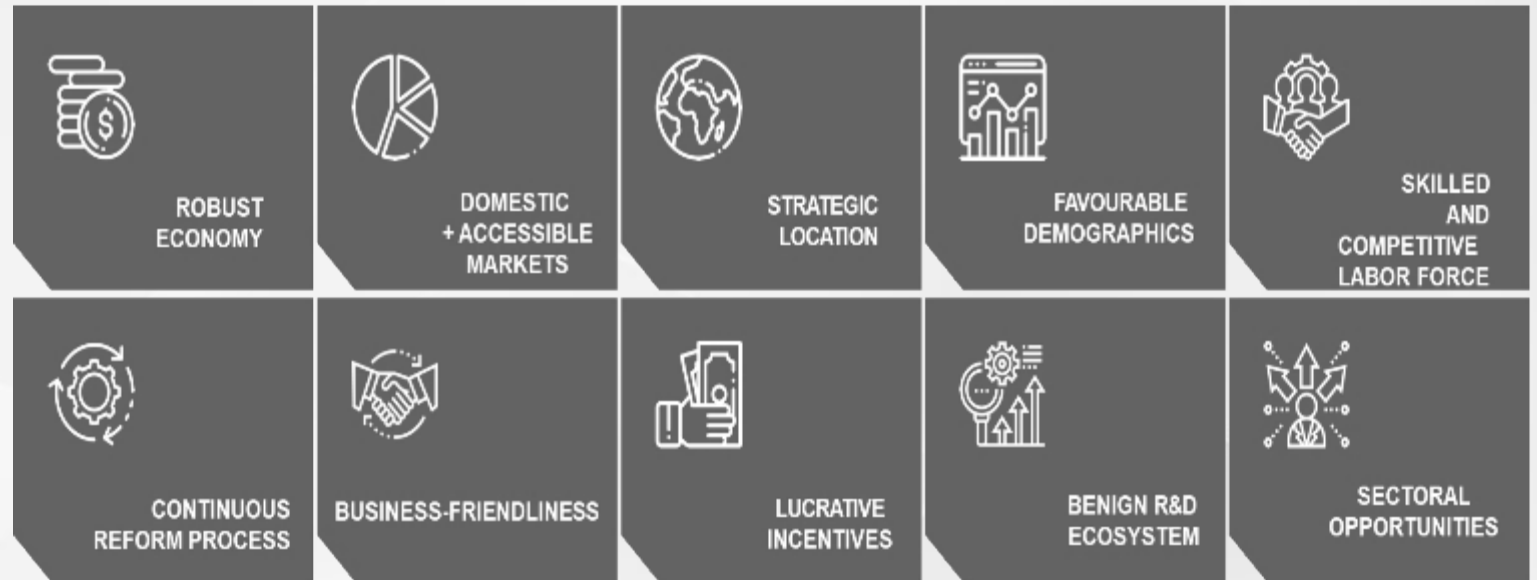 ROBUST
ECONOMY
DOMESTIC
+ ACCESSIBLE
MARKETS
STRATEGIC
LOCATION
FAVOURABLE
DEMOGRAPHICS
SKILLED
AND
COMPETITIVE
LABOR FORCE
CONTINUOUS
REFORM PROCESS
BUSINESS-FRIENDLINESS
LUCRATIVE
INCENTIVES
BENIGN R&D
ECOSYSTEM
SECTORAL
OPPORTUNITIES